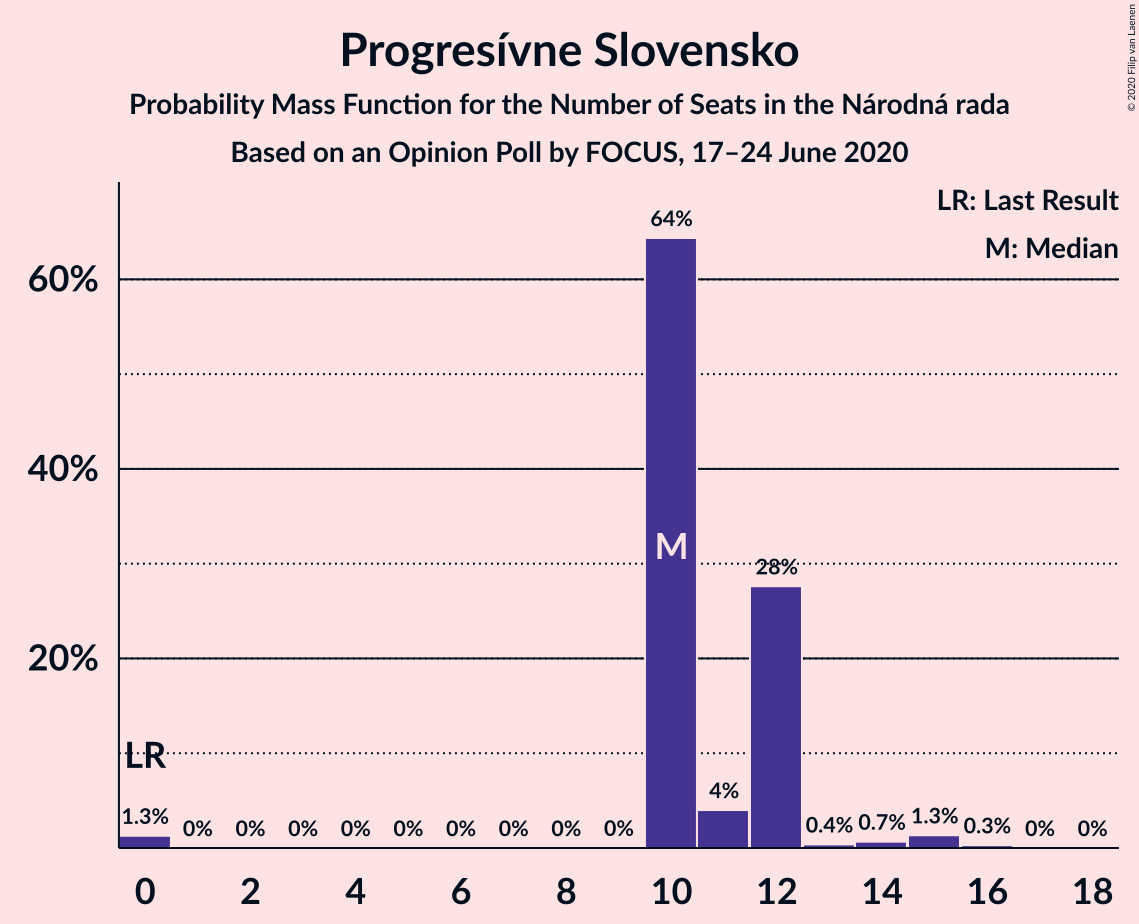 Progresívne Slovensko
Probability Mass Function for the Number of Seats in the Národná rada
Based on an Opinion Poll by FOCUS, 17–24 June 2020
© 2020 Filip van Laenen
LR: Last Result
M: Median
60%
40%
20%
LR
M
1.3% 0% 0% 0% 0% 0% 0% 0% 0% 0% 64% 4% 28% 0.4% 0.7% 1.3% 0.3% 0% 0%
0 2 4 6 8 10 12 14 16 18